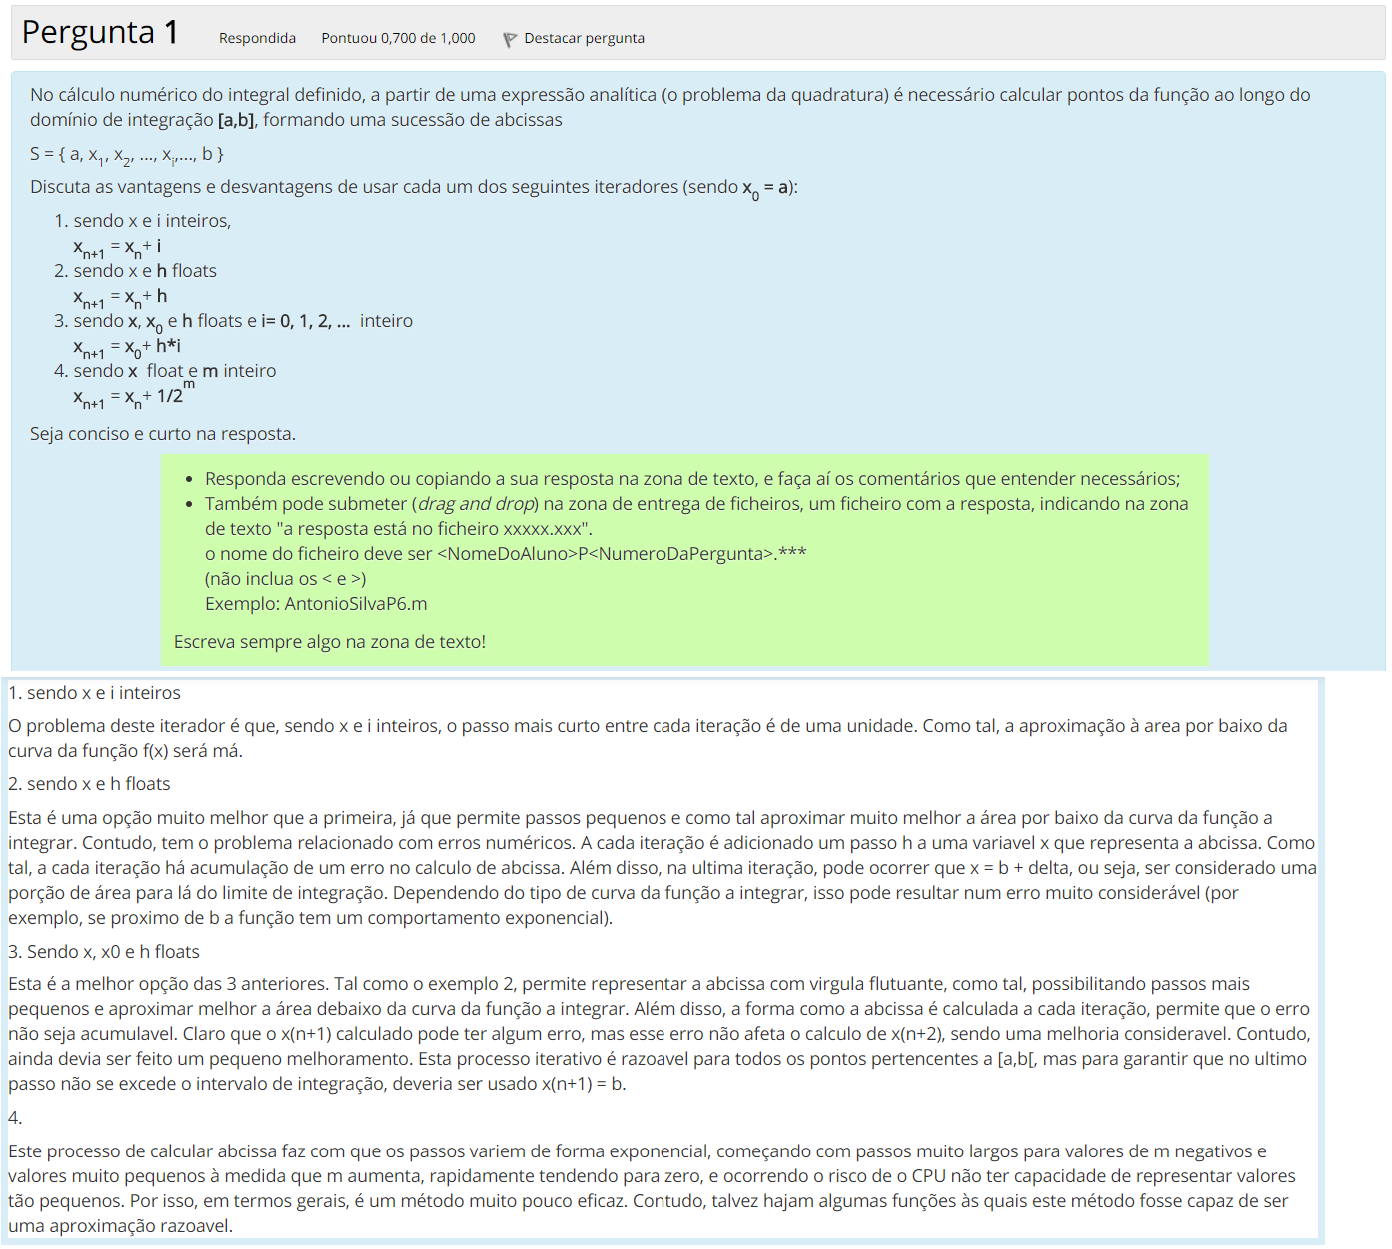 Pergunta 1 Respondida Pontuou 0,700 de 1,000 Destacar pergunta
No cálculo numérico do integral definido, a partir de uma expressão analítica (o problema da quadratura) é necessário calcular pontos da função ao longo do
domínio de integração [a,b], formando uma sucessão de abcissas
S = { a, x1, x2, ..., xi,..., b }
Discuta as vantagens e desvantagens de usar cada um dos seguintes iteradores (sendo x0 = a):
1. sendo x e i inteiros,
xn+1 = xn+ i
2. sendo x e h floats
xn+1 = xn+ h
3. sendo x, x0 e h floats e i= 0, 1, 2, ... inteiro
xn+1 = x0+ h*i
4. sendo x float e m inteiro
xn+1 = xn+ 1/2^m
Seja conciso e curto na resposta.
• Responda escrevendo ou copiando a sua resposta na zona de texto, e faça aí os comentários que entender necessários;
• Também pode submeter (drag and drop) na zona de entrega de ficheiros, um ficheiro com a resposta, indicando na zona
de texto "a resposta está no ficheiro xxxxx.xxx".
o nome do ficheiro deve ser <NomeDoAluno>P<NumeroDaPergunta>.***
(não inclua os < e >)
Exemplo: AntonioSilvaP6.m
Escreva sempre algo na zona de texto!
1. sendo x e i inteiros
O problema deste iterador é que, sendo x e i inteiros, o passo mais curto entre cada iteração é de uma unidade. Como tal, a aproximação à area por baixo da
curva da função f(x) será má.
2. sendo x e h floats
Esta é uma opção muito melhor que a primeira, já que permite passos pequenos e como tal aproximar muito melhor a área por baixo da curva da função a
integrar. Contudo, tem o problema relacionado com erros numéricos. A cada iteração é adicionado um passo h a uma variavel x que representa a abcissa. Como
tal, a cada iteração há acumulação de um erro no calculo de abcissa. Além disso, na ultima iteração, pode ocorrer que x = b + delta, ou seja, ser considerado uma
porção de área para lá do limite de integração. Dependendo do tipo de curva da função a integrar, isso pode resultar num erro muito considerável (por
exemplo, se proximo de b a função tem um comportamento exponencial).
3. Sendo x, x0 e h floats
Esta é a melhor opção das 3 anteriores. Tal como o exemplo 2, permite representar a abcissa com virgula flutuante, como tal, possibilitando passos mais
pequenos e aproximar melhor a área debaixo da curva da função a integrar. Além disso, a forma como a abcissa é calculada a cada iteração, permite que o erro
não seja acumulavel. Claro que o x(n+1) calculado pode ter algum erro, mas esse erro não afeta o calculo de x(n+2), sendo uma melhoria consideravel. Contudo,
ainda devia ser feito um pequeno melhoramento. Esta processo iterativo é razoavel para todos os pontos pertencentes a [a,b[, mas para garantir que no ultimo
passo não se excede o intervalo de integração, deveria ser usado x(n+1) = b.
4.
Este processo de calcular abcissa faz com que os passos variem de forma exponencial, começando com passos muito largos para valores de m negativos e
valores muito pequenos à medida que m aumenta, rapidamente tendendo para zero, e ocorrendo o risco de o CPU não ter capacidade de representar valores
tão pequenos. Por isso, em termos gerais, é um método muito pouco eficaz. Contudo, talvez hajam algumas funções às quais este método fosse capaz de ser
uma aproximação razoavel.